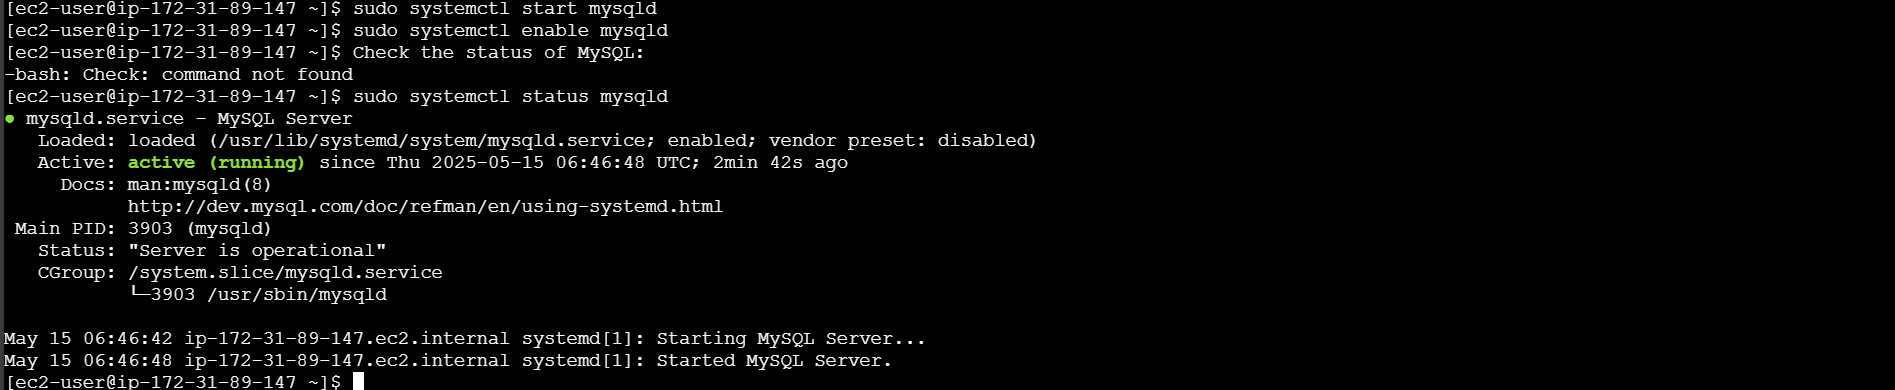 [ec2-user@ip-172-31-89-147 ~]$ sudo systemctl start mysqld
[ec2-user@ip-172-31-89-147 ~]$ sudo systemctl enable mysqld
[ec2-user@ip-172-31-89-147 ~]$ Check the status of MySQL:
-bash: Check: command not found
[ec2-user@ip-172-31-89-147 ~]$ sudo systemctl status mysqld
● mysqld.service - MySQL Server
   Loaded: loaded (/usr/lib/systemd/system/mysqld.service; enabled; vendor preset: disabled)
   Active: active (running) since Thu 2025-05-15 06:46:48 UTC; 2min 42s ago
     Docs: man:mysqld(8)
           http://dev.mysql.com/doc/refman/en/using-systemd.html
 Main PID: 3903 (mysqld)
   Status: "Server is operational"
   CGroup: /system.slice/mysqld.service
           └─3903 /usr/sbin/mysqld
May 15 06:46:42 ip-172-31-89-147.ec2.internal systemd[1]: Starting MySQL Server...
May 15 06:46:48 ip-172-31-89-147.ec2.internal systemd[1]: Started MySQL Server.
[ec2-user@ip-172-31-89-147 ~]$